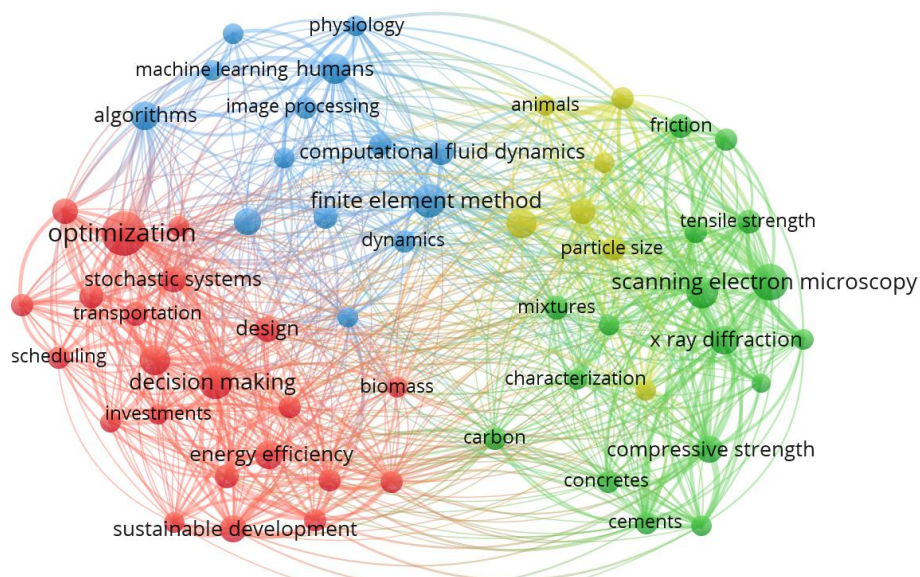 physiology
machine learning
humans
image processing
algorithms
animals
friction
computational fluid dynamics
finite element method
tensile strength
optimization
dynamics
particle size
stochastic systems
scanning electron microscopy
transportation
mixtures
design
x ray diffraction
scheduling
decision making
biomass
characterization
investments
carbon
energy efficiency
compressive strength
concretes
sustainable development
cements